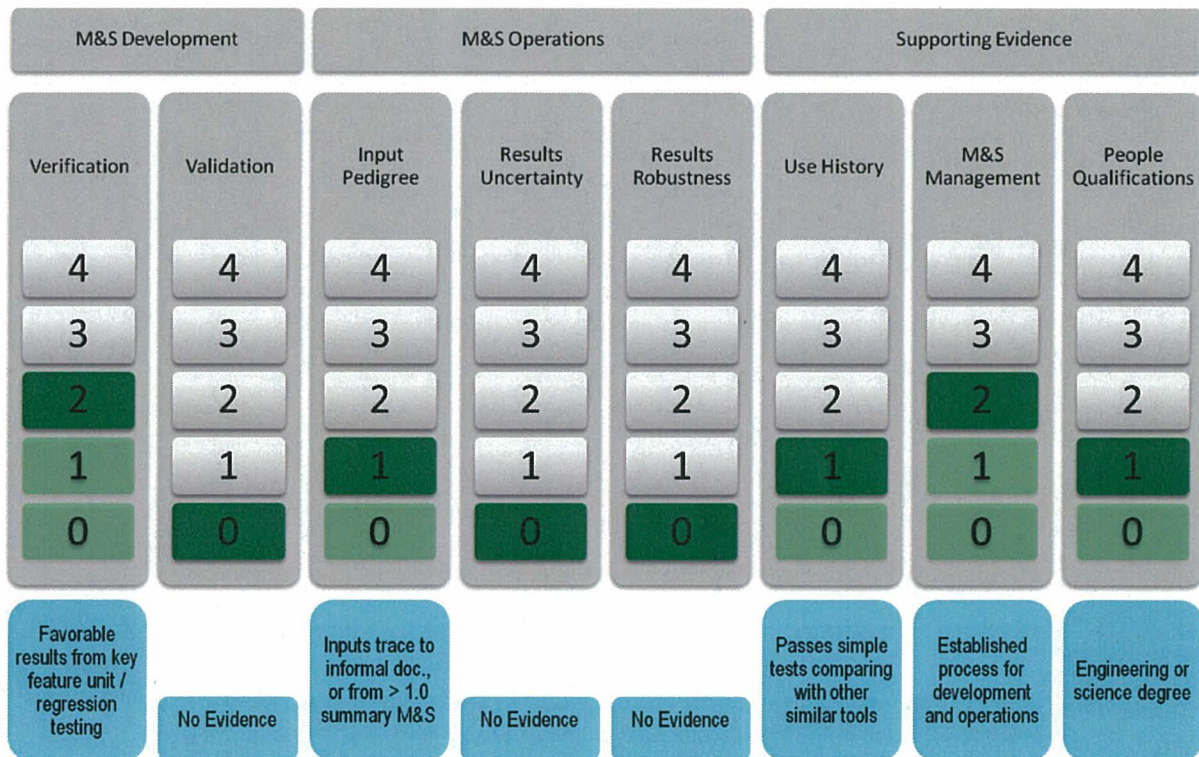 M&S Development
M&S Operations
Supporting Evidence
Verification
Validation
Input
Pedigree
Results
Uncertainty
Results
Robustness
Use History
M&S
Management
People
Qualifications
4
4
4
4
4
4
4
4
3
3
3
3
3
3
3
3
2
2
2
2
2
2
2
2
1
1
1
1
1
1
1
1
0
0
0
0
0
0
0
0
Favorable
results from key
feature unit /
regression
testing
No Evidence
Inputs trace to
informal doc.,
or from > 1.0
summary M&S
No Evidence
No Evidence
Passes simple
tests comparing
with other
similar tools
Established
process for
development
and operations
Engineering or
science degree